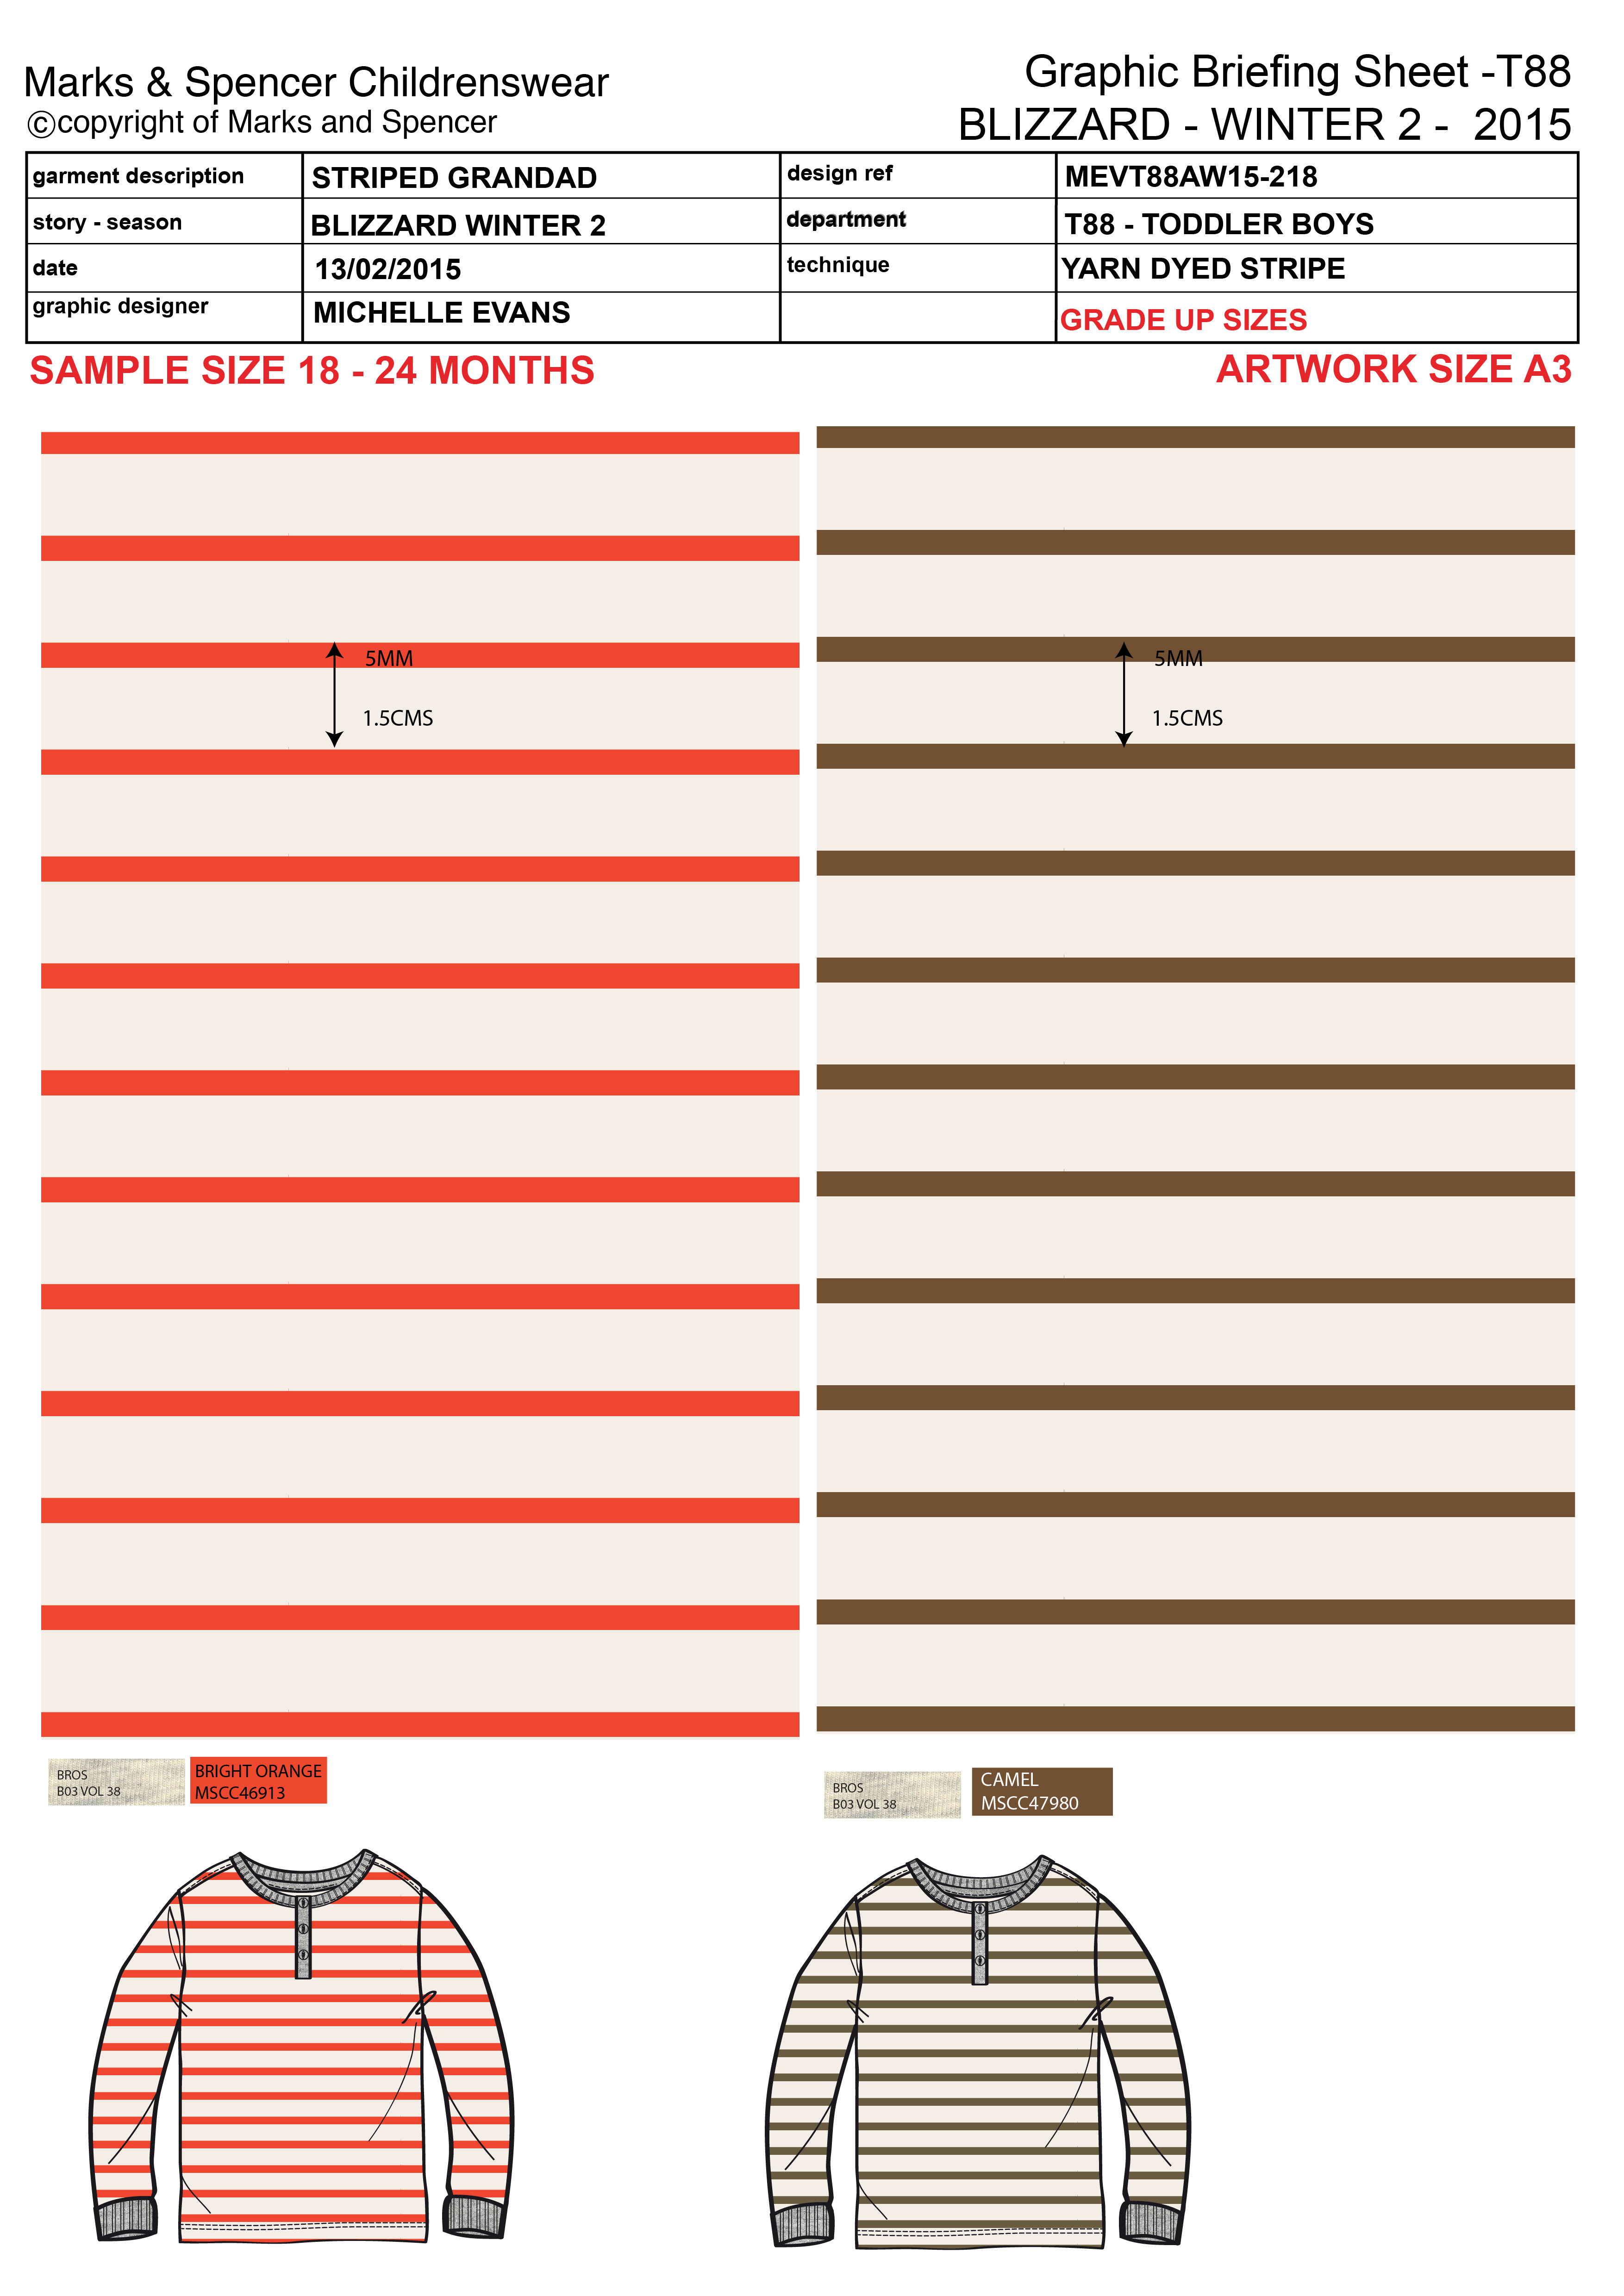 Marks & Spencer Childrenswear
©copyright of Marks and Spencer
Graphic Briefing Sheet -T88
BLIZZARD - WINTER 2 - 2015
garment description STRIPED GRANDAD design ref MEVT88AW15-218
story - season BLIZZARD WINTER 2 department T88 - TODDLER BOYS
date 13/02/2015 technique YARN DYED STRIPE
graphic designer MICHELLE EVANS GRADE UP SIZES
SAMPLE SIZE 18 - 24 MONTHS ARTWORK SIZE A3
5MM 5MM
1.5CMS 1.5CMS
BROS
B03 VOL 38
BRIGHT ORANGE
MSCC46913
BROS
B03 VOL 38
CAMEL
MSCC47980